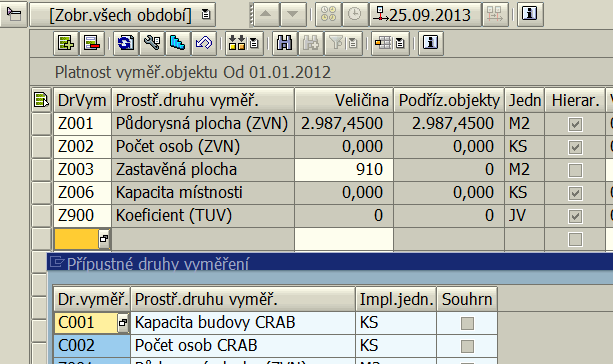 [Zobr.všech období] 25.09.2013
Platnost vyměř.objektu Od 01.01.2012
DrVym Prostř.druhu vyměř. Veličina Podříz.objekty Jedn Hierar.
Z001 Půdorysná plocha (ZVN) 2.987,4500 2.987,4500 M2
Z002 Počet osob (ZVN) 0,000 0,000 KS
Z003 Zastavěná plocha 910 0 M2
Z006 Kapacita místnosti 0,000 0,000 KS
Z900 Koeficient (TUV) 0 0 JV
Přípustné druhy vyměření
Dr.vyměř. Prostř.druhu vyměř. Impl.jedn. Souhrn
C001 Kapacita budovy CRAB KS
C002 Počet osob CRAB KS